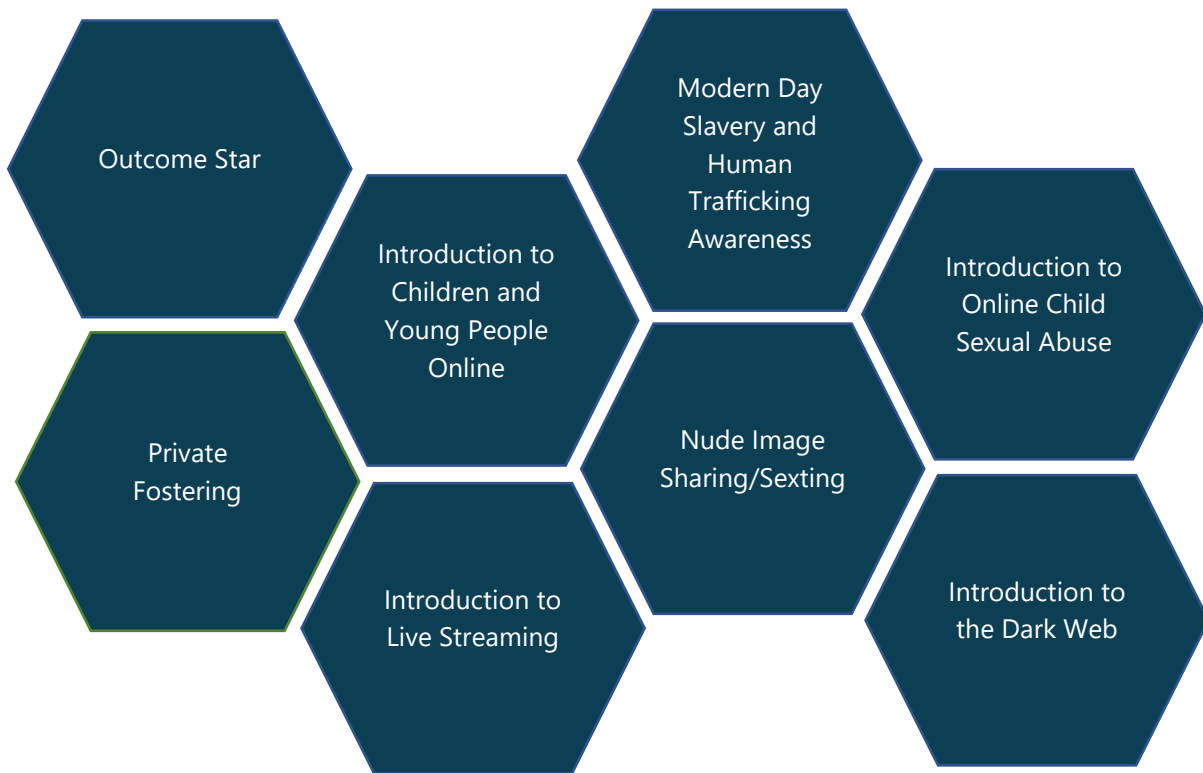 Outcome Star
Modern Day
Slavery and
Human
Trafficking
Awareness
Introduction to
Children and
Young People
Online
Introduction to
Online Child
Sexual Abuse
Private
Fostering
Nude Image
Sharing/Sexting
Introduction to
Live Streaming
Introduction to
the Dark Web